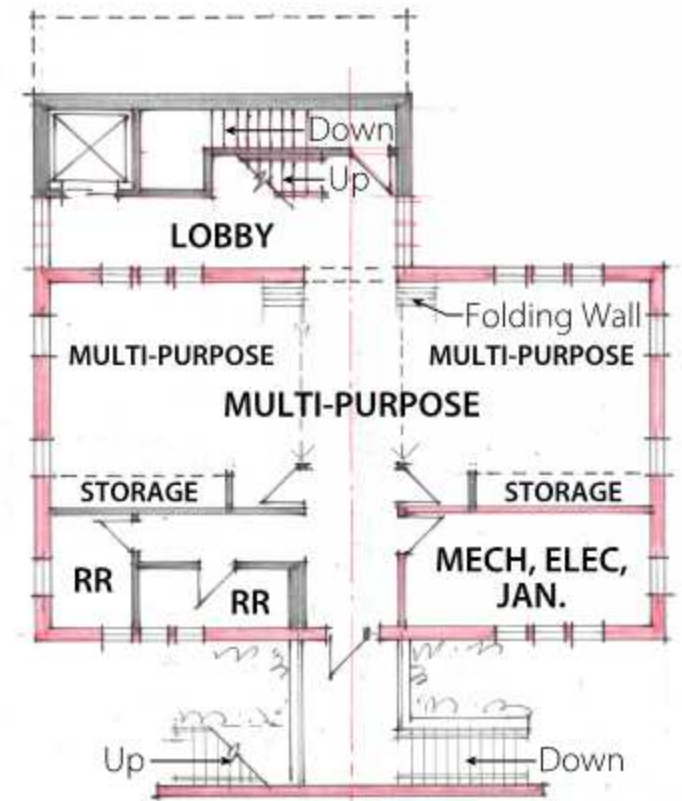 Down
Up
LOBBY
Folding Wall
MULTI-PURPOSE
MULTI-PURPOSE
MULTI-PURPOSE
STORAGE
STORAGE
RR
RR
MECH, ELEC,
JAN.
Up
Down